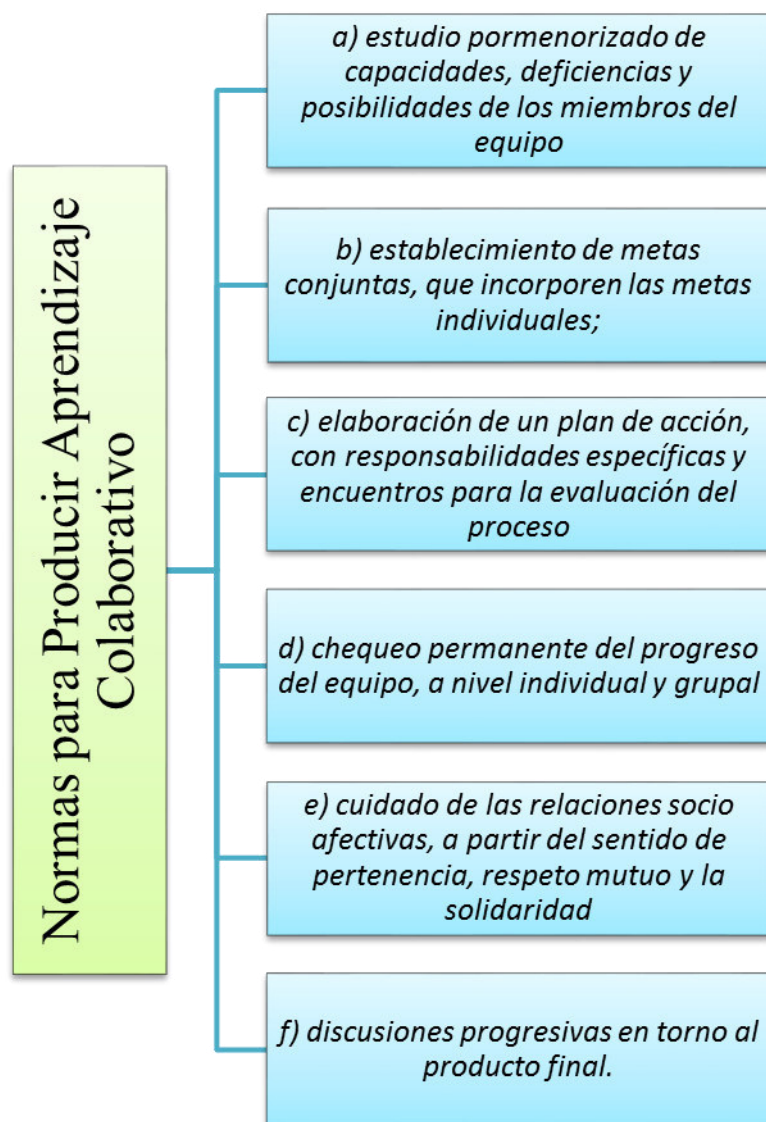 Normas para Producir Aprendizaje
Colaborativo
a) estudio pormenorizado de
capacidades, deficiencias y
posibilidades de los miembros del
equipo
b) establecimiento de metas
conjuntas, que incorporen las metas
individuales;
c) elaboración de un plan de acción,
con responsabilidades específicas y
encuentros para la evaluación del
proceso
d) chequeo permanente del progreso
del equipo, a nivel individual y grupal
e) cuidado de las relaciones socio
afectivas, a partir del sentido de
pertenencia, respeto mutuo y la
solidaridad
f) discusiones progresivas en torno al
producto final.